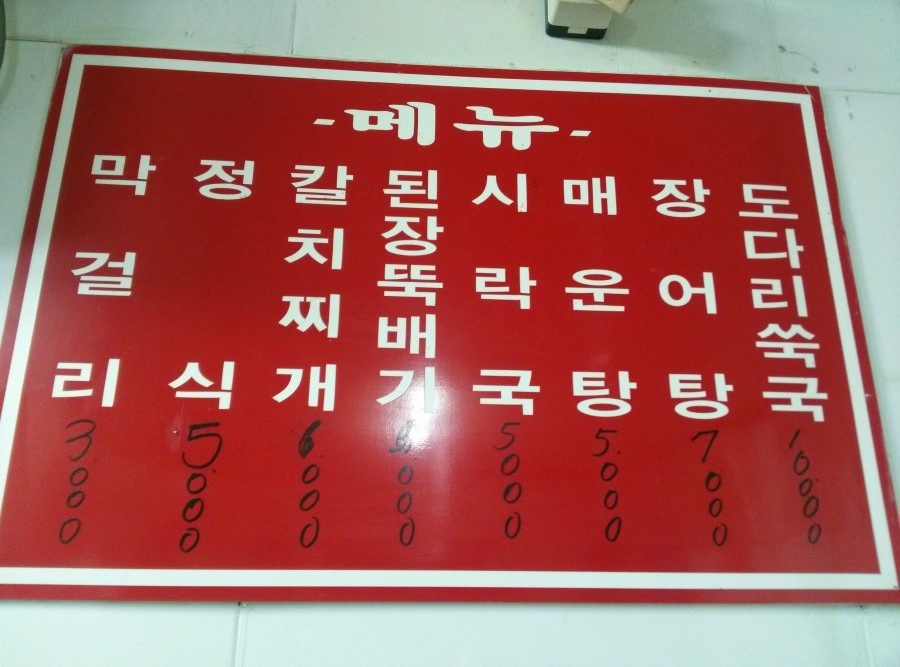 -메뉴-
막걸리 3000
정식 5000
칼치찌개 6000
된장뚝배기 000
시락국 5000
매운탕 5000
장어탕 7000
도다리쑥국 10000